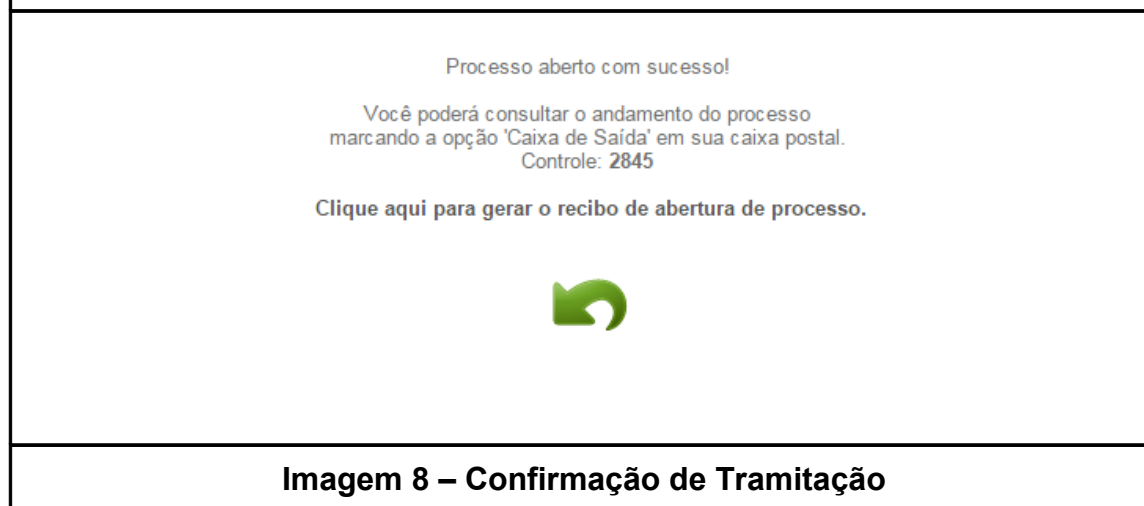 Processo aberto com sucesso!
Você poderá consultar o andamento do processo
marcando a opção 'Caixa de Saída' em sua caixa postal.
Controle: 2845
Clique aqui para gerar o recibo de abertura de processo.
Imagem 8 – Confirmação de Tramitação